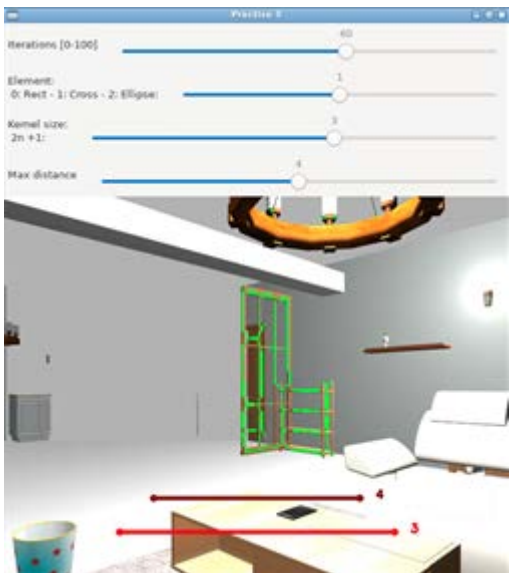 Practice 3
60
Iterations [0-100]
1
Element:
0: Rect - 1: Cross - 2: Ellipse:
3
Kernel size:
2n +1:
4
Max distance
4
3